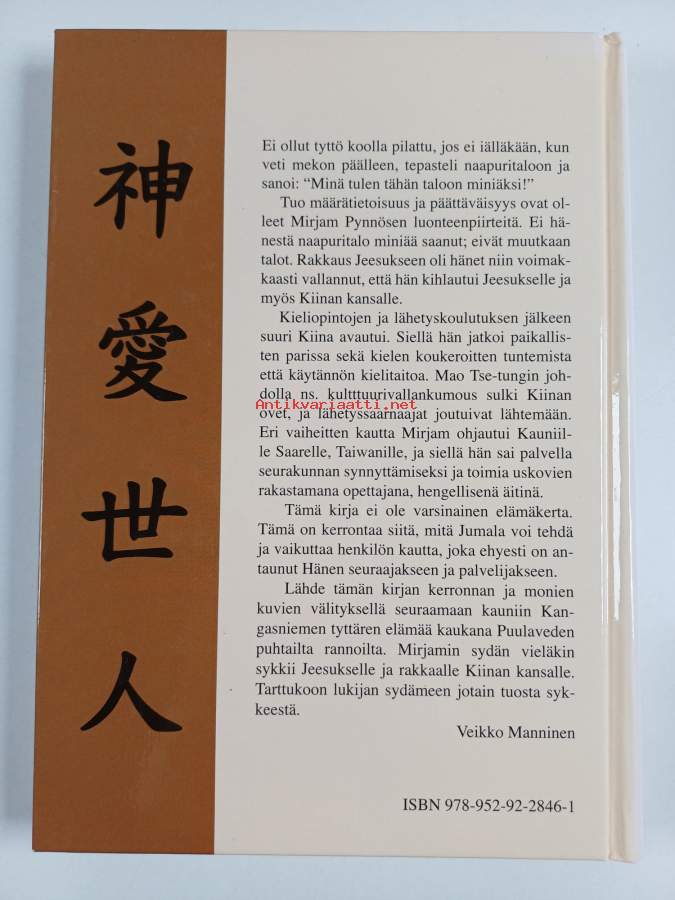 神
愛
世
人
Ei ollut tyttö koolla pilattu, jos ei iälläkään, kun
veti mekon päälleen, tepasteli naapuritaloon ja
sanoi: “Minä tulen tähän taloon miniäksi!”
Tuo määrätietoisuus ja päättäväisyys ovat ol-
leet Mirjam Pynnösen luonteenpiirteitä. Ei hä-
nestä naapuritalo miniää saanut; eivät muutkaan
talot. Rakkaus Jeesukseen oli hänet niin voimak-
kaasti vallannut, että hän kihlautui Jeesukselle ja
myös Kiinan kansalle.
Kieliopintojen ja lähetyskoulutuksen jälkeen
suuri Kiina avautui. Siellä hän jatkoi paikallis-
ten parissa sekä kielen koukeroitten tuntemista
että käytännön kielitaitoa. Mao Tse-tungin joh-
dolla ns. kultttuurivallankumous sulki Kiinan
Antikvariaatti.net
ovet, ja lähetyssaarnaajat joutuivat lähtemään.
Eri vaiheitten kautta Mirjam ohjautui Kauniil-
le Saarelle, Taiwanille, ja siellä hän sai palvella
seurakunnan synnyttämiseksi ja toimia uskovien
rakastamana opettajana, hengellisenä äitinä.
Tämä kirja ei ole varsinainen elämäkerta.
Tämä on kerrontaa siitä, mitä Jumala voi tehdä
ja vaikuttaa henkilön kautta, joka ehyesti on an-
taunut Hänen seuraajakseen ja palvelijakseen.
Lähde tämän kirjan kerronnan ja monien
kuvien välityksellä seuraamaan kauniin Kan-
gasniemen tyttären elämää kaukana Puulaveden
puhtailta rannoilta. Mirjamin sydän vieläkin
sykkii Jeesukselle ja rakkaalle Kiinan kansalle.
Tarttukoon lukijan sydämeen jotain tuosta syk-
keestä.
Veikko Manninen
ISBN 978-952-92-2846-1